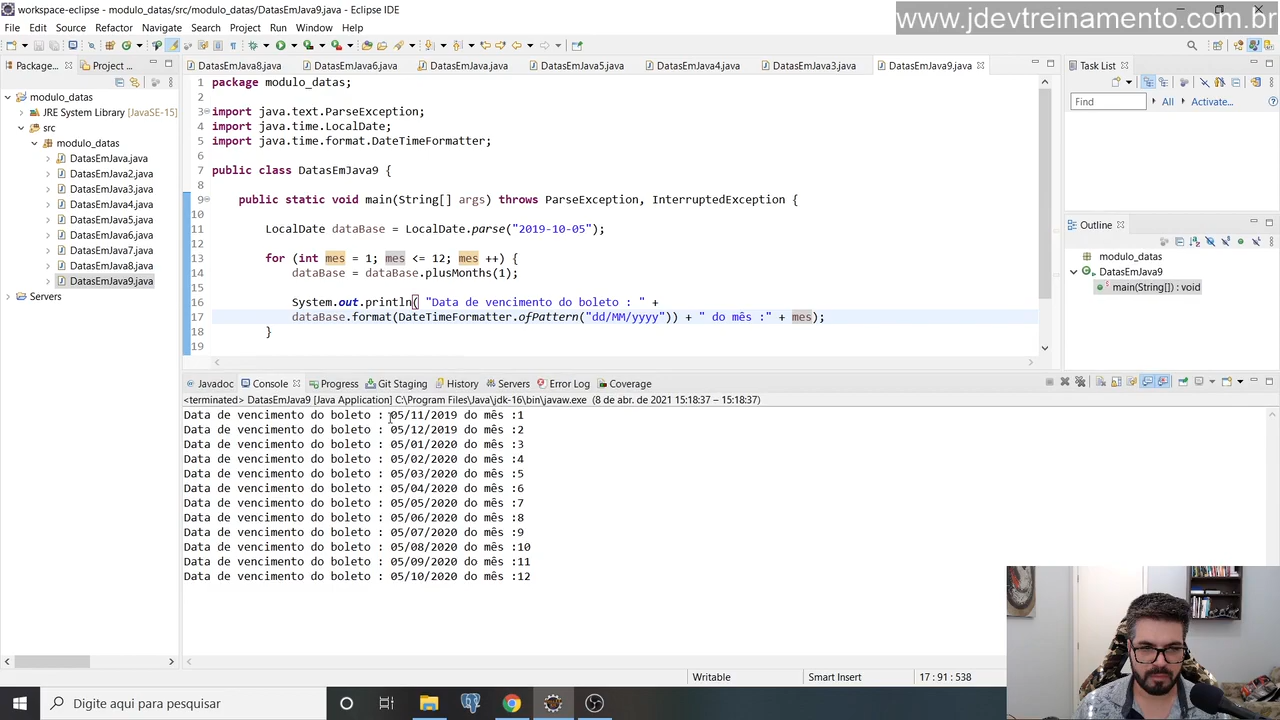 workspace-eclipse - modulo_datas/src/modulo_datas/DatasEmJava9.java - Eclipse IDE
www.jdevtreinamento.com.br
File Edit Source Refactor Navigate Search Project Run Window Help
Package... Project ...
modulo_datas
JRE System Library [JavaSE-15]
src
modulo_datas
DatasEmJava.java
DatasEmJava2.java
DatasEmJava3.java
DatasEmJava4.java
DatasEmJava5.java
DatasEmJava6.java
DatasEmJava7.java
DatasEmJava8.java
DatasEmJava9.java
Servers
DatasEmJava8.java DatasEmJava6.java DatasEmJava.java DatasEmJava5.java DatasEmJava4.java DatasEmJava3.java DatasEmJava9.java
1 package modulo_datas;
2
3 import java.text.ParseException;
4 import java.time.LocalDate;
5 import java.time.format.DateTimeFormatter;
6
7 public class DatasEmJava9 {
8
9 public static void main(String[] args) throws ParseException, InterruptedException {
10
11 LocalDate dataBase = LocalDate.parse("2019-10-05");
12
13 for (int mes = 1; mes <= 12; mes ++) {
14 dataBase = dataBase.plusMonths(1);
15
16 System.out.println( "Data de vencimento do boleto : " +
17 dataBase.format(DateTimeFormatter.ofPattern("dd/MM/yyyy")) + " do mês :" + mes);
18 }
19
Task List
Find All Activate...
Outline
modulo_datas
DatasEmJava9
main(String[]) : void
Javadoc Console Progress Git Staging History Servers Error Log Coverage
<terminated> DatasEmJava9 [Java Application] C:\Program Files\Java\jdk-16\bin\javaw.exe (8 de abr. de 2021 15:18:37 – 15:18:37)
Data de vencimento do boleto : 05/11/2019 do mês :1
Data de vencimento do boleto : 05/12/2019 do mês :2
Data de vencimento do boleto : 05/01/2020 do mês :3
Data de vencimento do boleto : 05/02/2020 do mês :4
Data de vencimento do boleto : 05/03/2020 do mês :5
Data de vencimento do boleto : 05/04/2020 do mês :6
Data de vencimento do boleto : 05/05/2020 do mês :7
Data de vencimento do boleto : 05/06/2020 do mês :8
Data de vencimento do boleto : 05/07/2020 do mês :9
Data de vencimento do boleto : 05/08/2020 do mês :10
Data de vencimento do boleto : 05/09/2020 do mês :11
Data de vencimento do boleto : 05/10/2020 do mês :12
Writable Smart Insert 17 : 91 : 538
Digite aqui para pesquisar